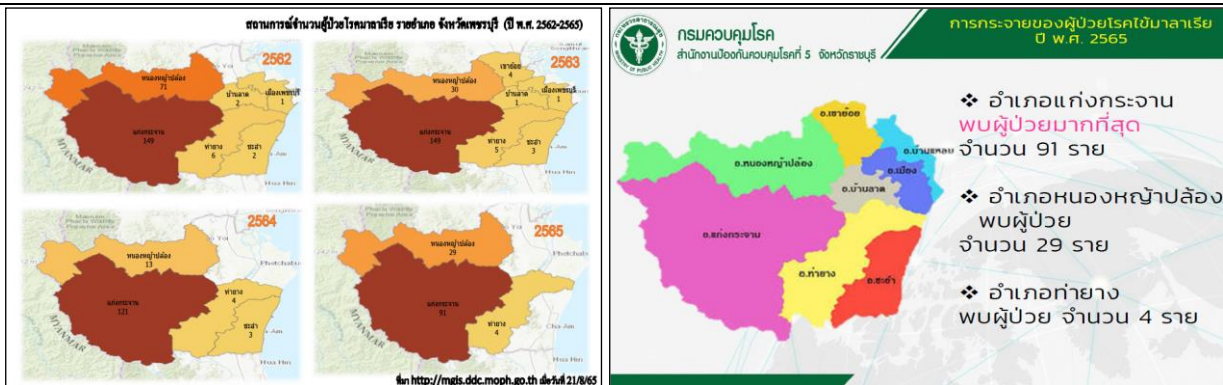 สถานการณ์จำนวนผู้ป่วยโรคมาลาเรีย รายอำเภอ จังหวัดเพชรบุรี (ปี พ.ศ. 2562-2565)
2562
หนองหญ้าปล้อง
71
บ้านลาด
2
เมืองเพชรบุรี
1
แก่งกระจาน
149
ท่ายาง
6
ชะอำ
2
MYANMAR
Hua Hin
2563
เขาย้อย
4
หนองหญ้าปล้อง
30
บ้านลาด
1
เมืองเพชรบุรี
1
แก่งกระจาน
149
ท่ายาง
5
ชะอำ
3
MYANMAR
Hua Hin
2564
หนองหญ้าปล้อง
13
แก่งกระจาน
121
ท่ายาง
4
ชะอำ
3
MYANMAR
Hua Hin
2565
หนองหญ้าปล้อง
29
แก่งกระจาน
91
ท่ายาง
4
Cha-Am
MYANMAR
Hua Hin
ที่มา http://mgis.ddc.moph.go.th เมื่อวันที่ 21/8/65
กรมควบคุมโรค
สำนักงานป้องกันควบคุมโรคที่ 5 จังหวัดราชบุรี
การกระจายของผู้ป่วยโรคไข้มาลาเรีย
ปี พ.ศ. 2565
อ.เขาย้อย
อ.หนองหญ้าปล้อง
อ.บ้านแหลม
อ.เมือง
อ.บ้านลาด
อ.แก่งกระจาน
อ.ท่ายาง
อ.ชะอำ
❖ อำเภอแก่งกระจาน
พบผู้ป่วยมากที่สุด
จำนวน 91 ราย
❖ อำเภอหนองหญ้าปล้อง
พบผู้ป่วย
จำนวน 29 ราย
❖ อำเภอท่ายาง
พบผู้ป่วย จำนวน 4 ราย